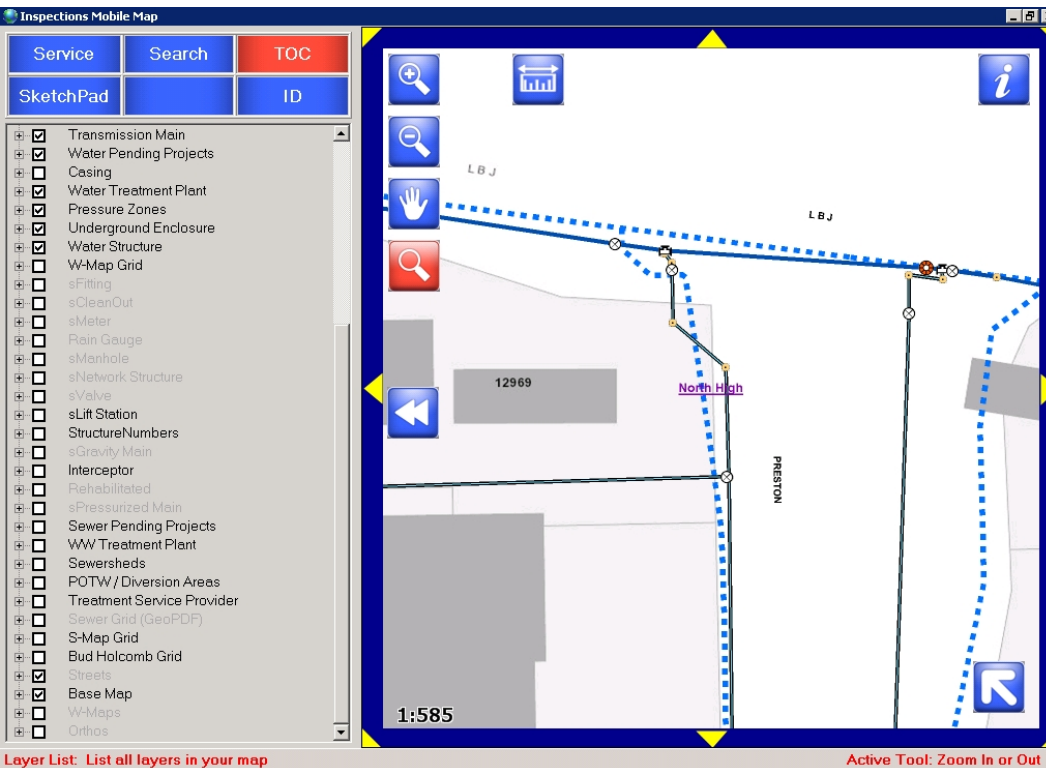 Inspections Mobile Map
Service
Search
TOC
SketchPad
ID
Transmission Main
Water Pending Projects
Casing
Water Treatment Plant
Pressure Zones
Underground Enclosure
Water Structure
W-Map Grid
sFitting
sCleanOut
sMeter
Rain Gauge
sManhole
sNetwork Structure
sValve
sLift Station
StructureNumbers
sGravity Main
Interceptor
Rehabilitated
sPressurized Main
Sewer Pending Projects
WW Treatment Plant
Sewersheds
POTW / Diversion Areas
Treatment Service Provider
Sewer Grid (GeoPDF)
S-Map Grid
Bud Holcomb Grid
Streets
Base Map
W-Maps
Orthos
i
LBJ
LBJ
12969
North High
PRESTON
1:585
Layer List: List all layers in your map
Active Tool: Zoom In or Out